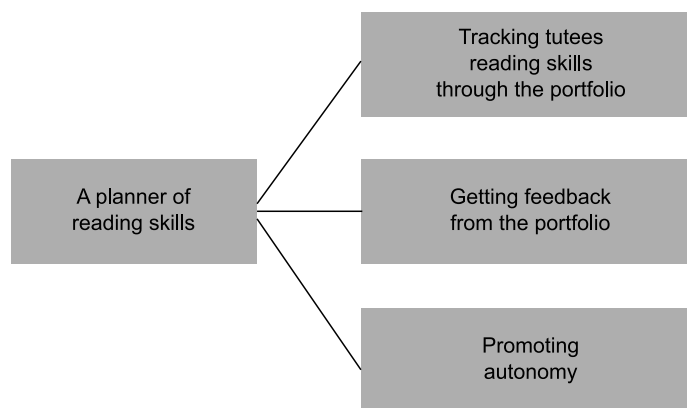 Tracking tutees
reading skills
through the portfolio
A planner of
reading skills
Getting feedback
from the portfolio
Promoting
autonomy